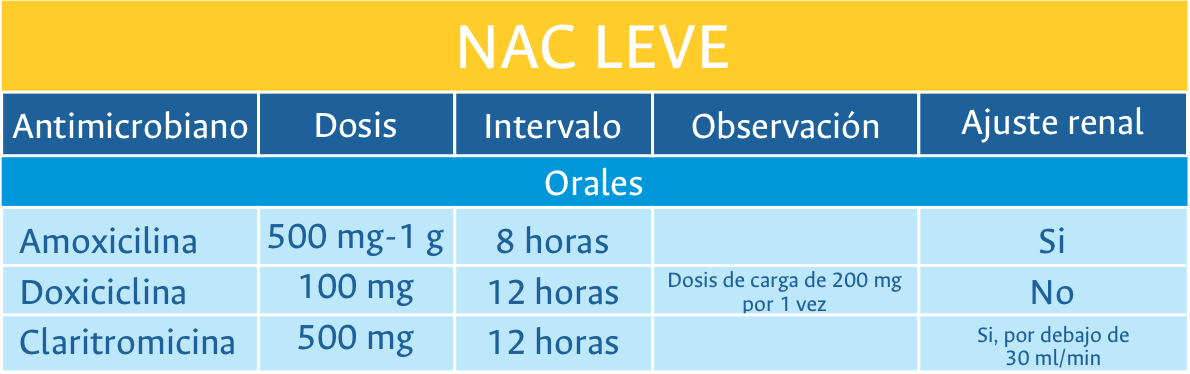 NAC LEVE
Antimicrobiano Dosis Intervalo Observación Ajuste renal
Orales
Amoxicilina 500 mg-1 g 8 horas Si
Doxiciclina 100 mg 12 horas Dosis de carga de 200 mg por 1 vez No
Claritromicina 500 mg 12 horas Si, por debajo de 30 ml/min